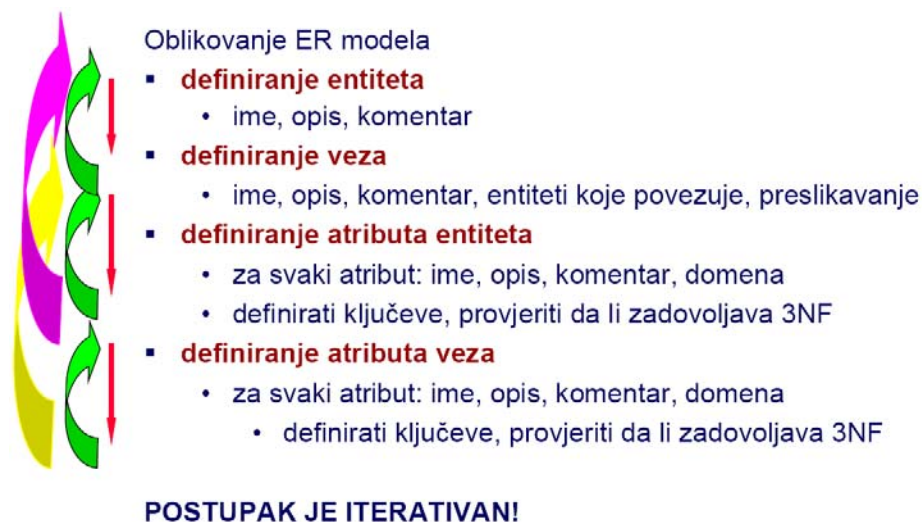 Oblikovanje ER modela
▪ definiranje entiteta
• ime, opis, komentar
▪ definiranje veza
• ime, opis, komentar, entiteti koje povezuje, preslikavanje
▪ definiranje atributa entiteta
• za svaki atribut: ime, opis, komentar, domena
• definirati ključeve, provjeriti da li zadovoljava 3NF
▪ definiranje atributa veza
• za svaki atribut: ime, opis, komentar, domena
• definirati ključeve, provjeriti da li zadovoljava 3NF
POSTUPAK JE ITERATIVAN!